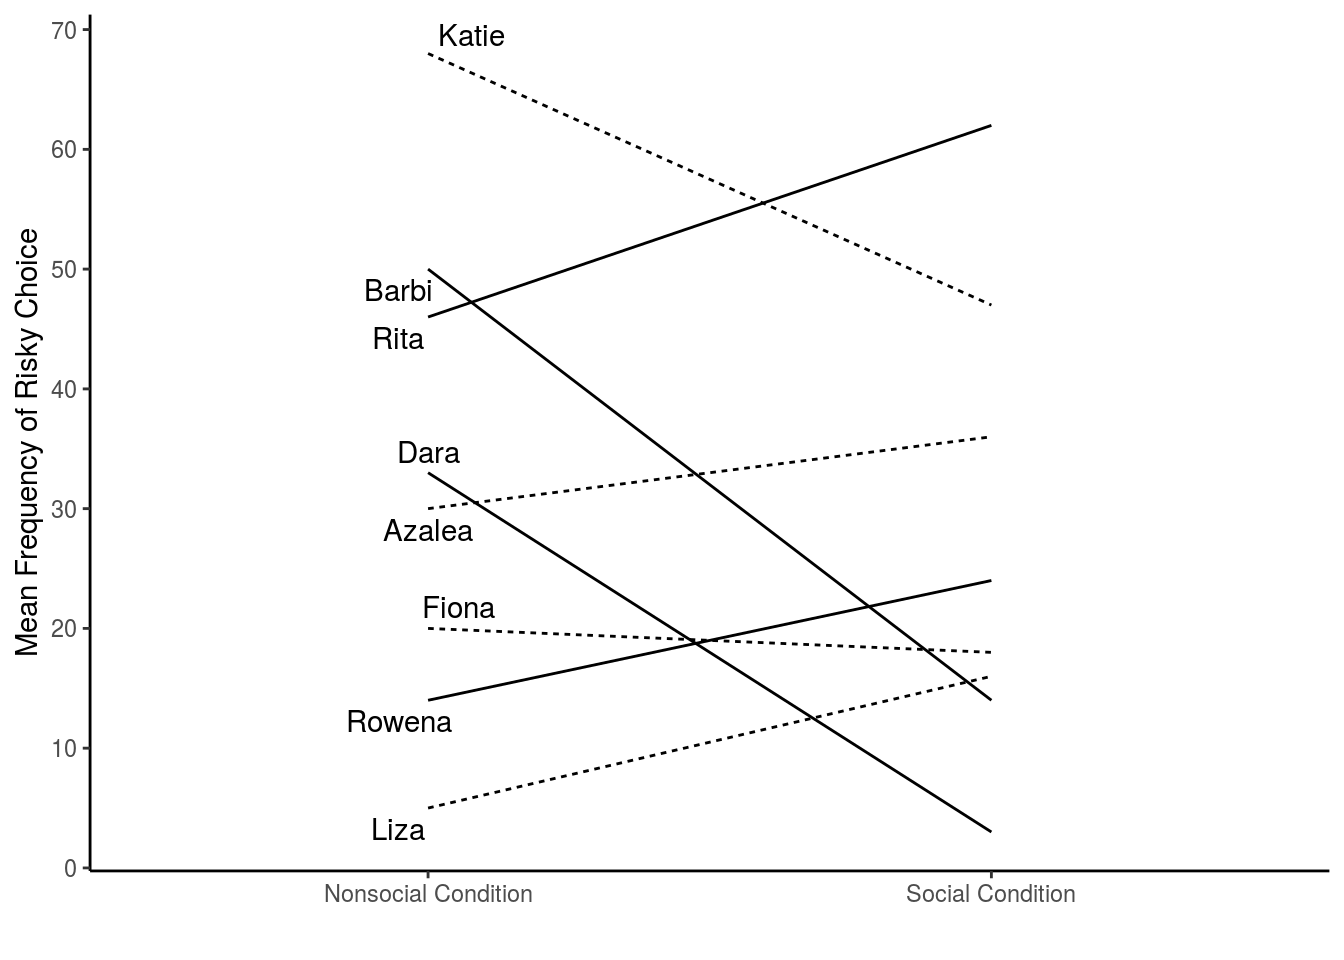 70
60
50
40
30
20
10
0
Mean Frequency of Risky Choice
Katie
Barbi
Rita
Dara
Azalea
Fiona
Rowena
Liza
Nonsocial Condition
Social Condition